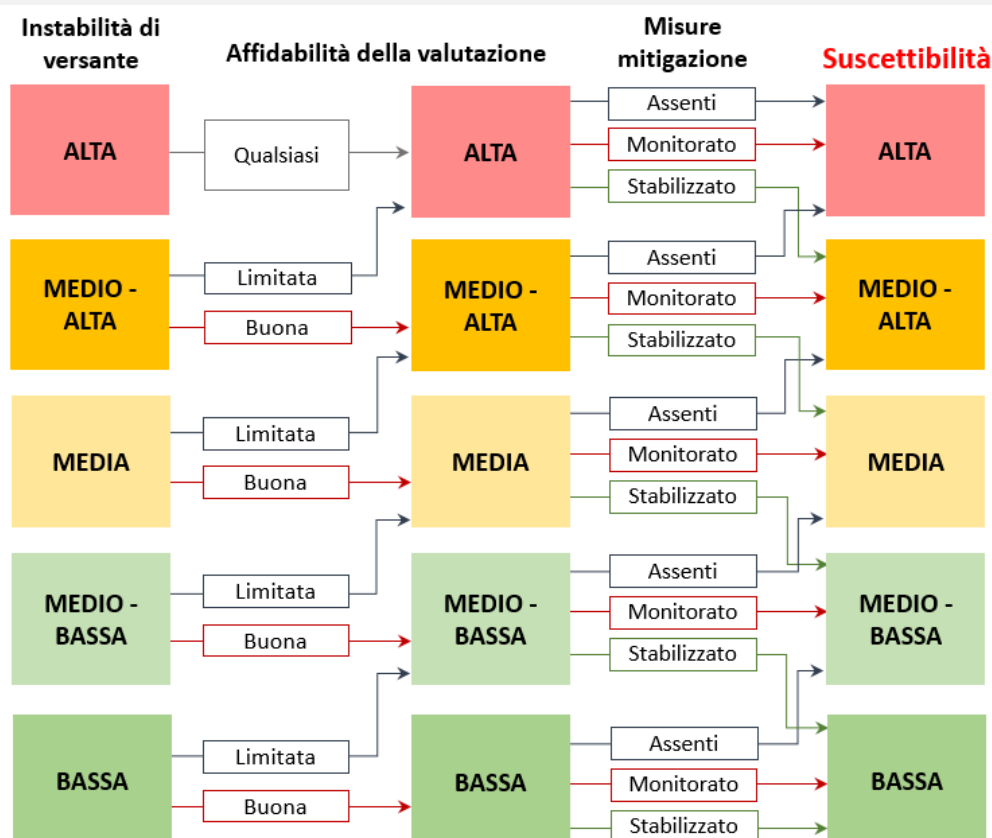 Instabilità di
versante
Affidabilità della valutazione
Misure
mitigazione
Suscettibilità
ALTA
Qualsiasi
ALTA
Assenti
Monitorato
Stabilizzato
ALTA
MEDIO -
ALTA
Limitata
Buona
MEDIO -
ALTA
Assenti
Monitorato
Stabilizzato
MEDIO -
ALTA
MEDIA
Limitata
Buona
MEDIA
Assenti
Monitorato
Stabilizzato
MEDIA
MEDIO -
BASSA
Limitata
Buona
MEDIO -
BASSA
Assenti
Monitorato
Stabilizzato
MEDIO -
BASSA
BASSA
Limitata
Buona
BASSA
Assenti
Monitorato
Stabilizzato
BASSA